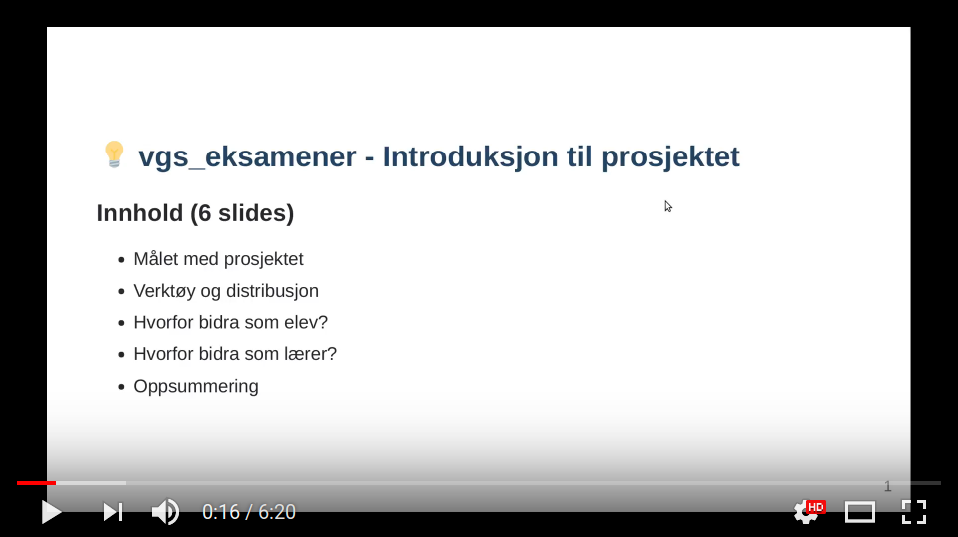 vgs_eksamener - Introduksjon til prosjektet
Innhold (6 slides)
Målet med prosjektet
Verktøy og distribusjon
Hvorfor bidra som elev?
Hvorfor bidra som lærer?
Oppsummering
1
0:16 / 6:20
HD